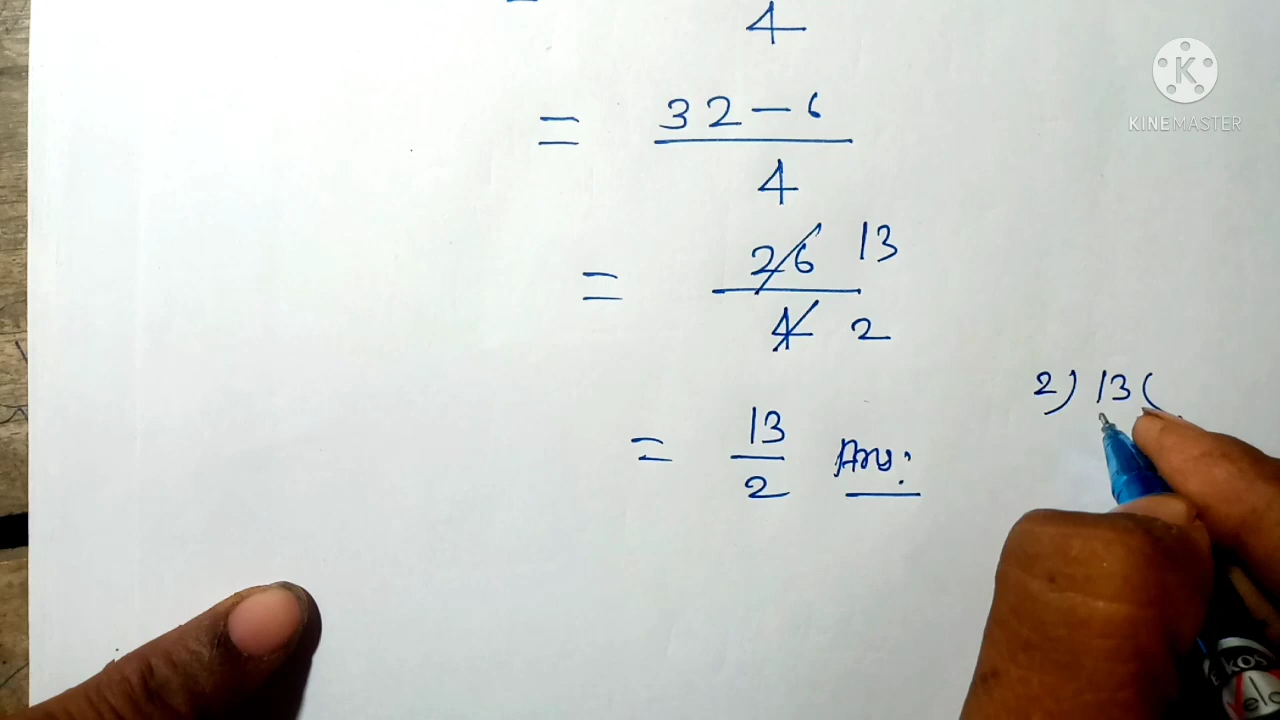 = 4
= 32 - 6 / 4
= 26 13 / 4 2
= 13 / 2 Ans:
2) 13 (
KINEMASTER